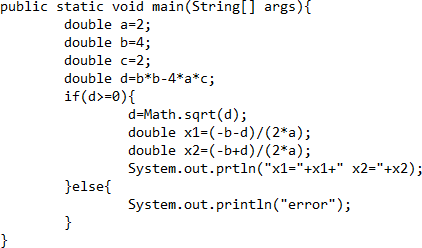 public static void main(String[] args){
double a=2;
double b=4;
double c=2;
double d=b*b-4*a*c;
if(d>=0){
d=Math.sqrt(d);
double x1=(-b-d)/(2*a);
double x2=(-b+d)/(2*a);
System.out.prtln("x1="+x1+" x2="+x2);
}else{
System.out.println("error");
}
}